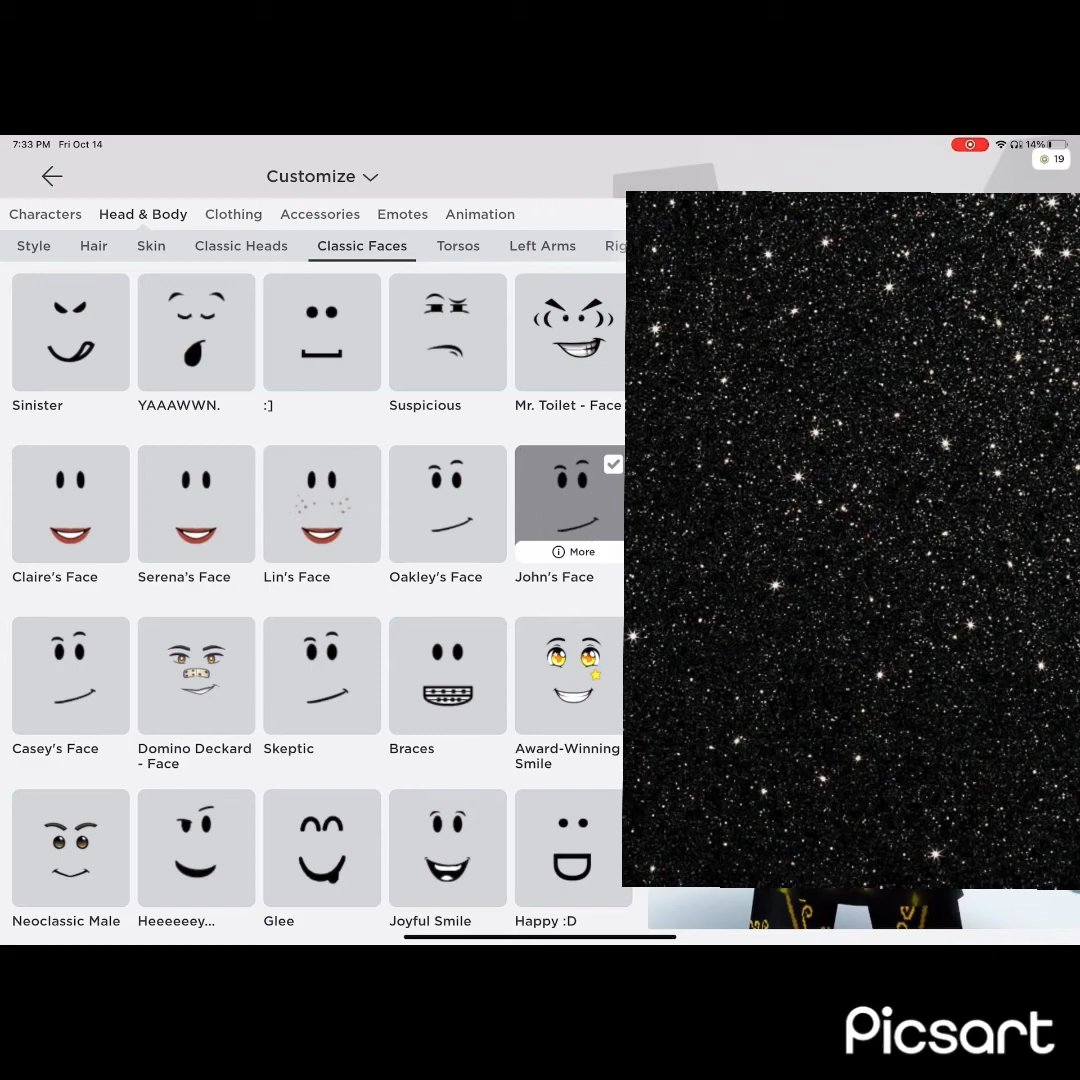 7:33 PM Fri Oct 14
14%
19
Customize
Characters Head & Body Clothing Accessories Emotes Animation
Style Hair Skin Classic Heads Classic Faces Torsos Left Arms Rig
Sinister YAAAWWN. :] Suspicious Mr. Toilet - Face
More
Claire's Face Serena's Face Lin's Face Oakley's Face John's Face
Casey's Face Domino Deckard - Face Skeptic Braces Award-Winning Smile
Neoclassic Male Heeeeeey... Glee Joyful Smile Happy :D
Picsart